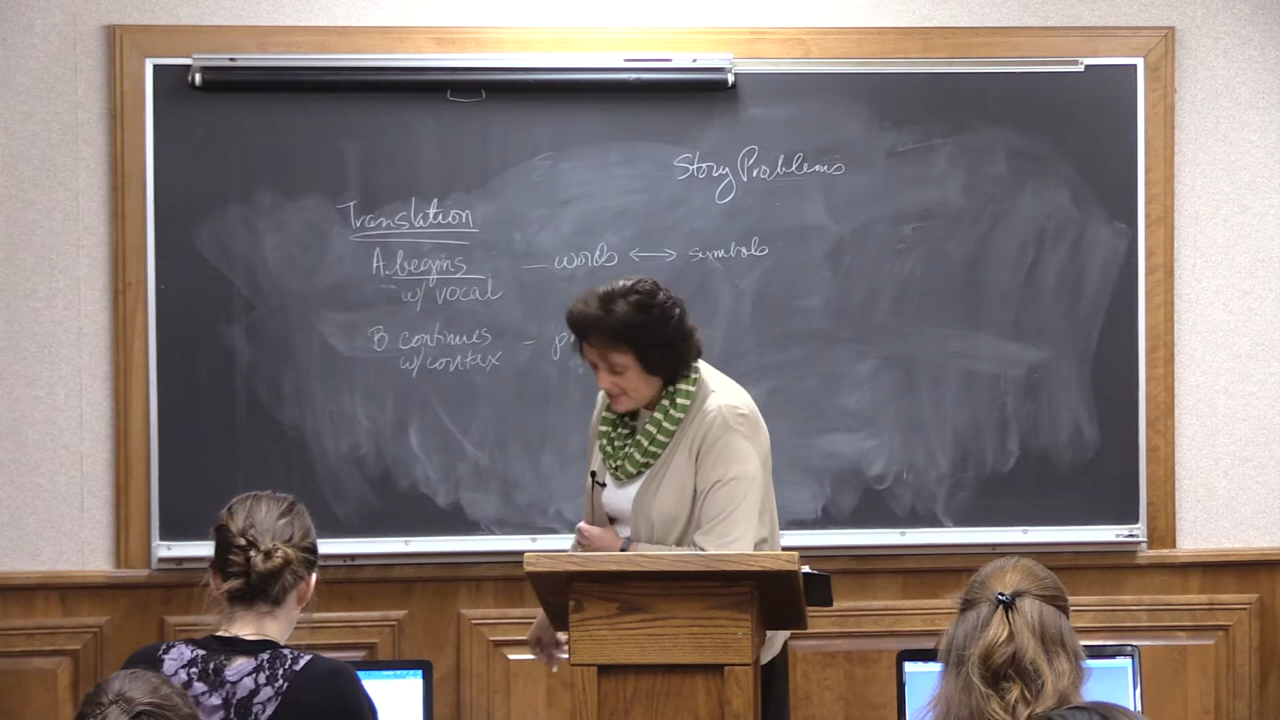 Story Problems
Translation
A. begins — words ↔ symbols
w/ vocal
B continues –
w/contex